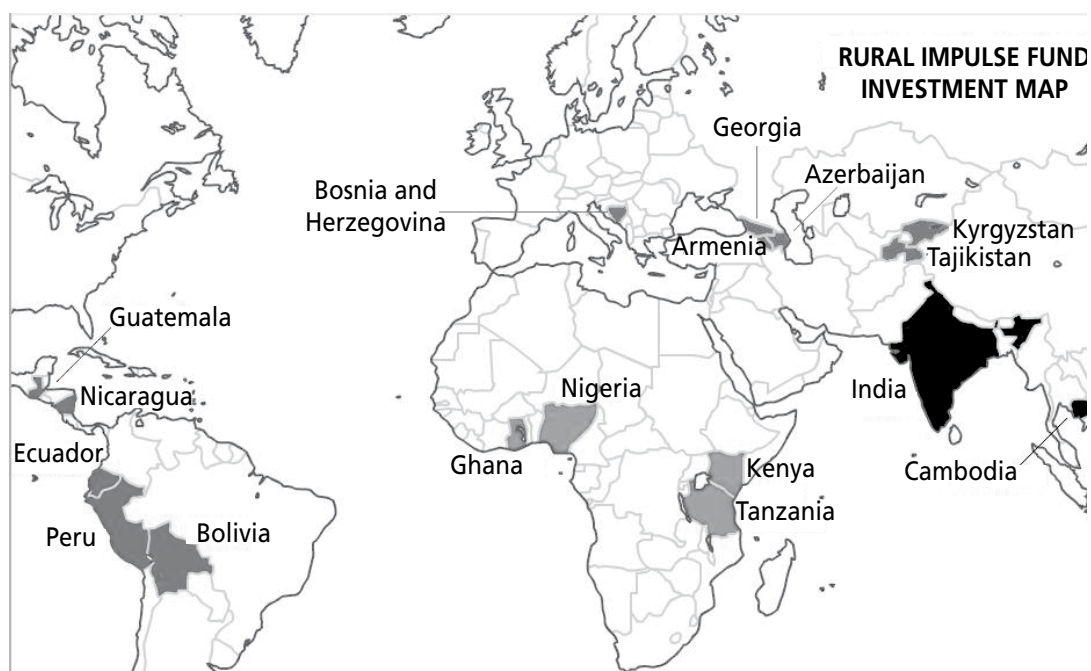 RURAL IMPULSE FUND
INVESTMENT MAP
Georgia
Azerbaijan
Bosnia and
Herzegovina
Armenia
Kyrgyzstan
Tajikistan
Guatemala
Nicaragua
Nigeria
India
Ecuador
Ghana
Kenya
Cambodia
Tanzania
Peru
Bolivia